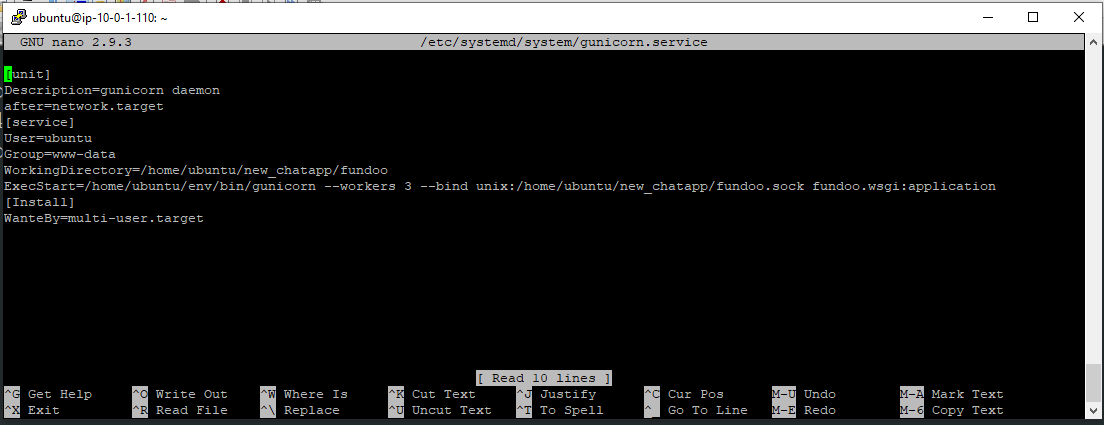 ubuntu@ip-10-0-1-110: ~
GNU nano 2.9.3 /etc/systemd/system/gunicorn.service
[unit]
Description=gunicorn daemon
after=network.target
[service]
User=ubuntu
Group=www-data
WorkingDirectory=/home/ubuntu/new_chatapp/fundoo
ExecStart=/home/ubuntu/env/bin/gunicorn --workers 3 --bind unix:/home/ubuntu/new_chatapp/fundoo.sock fundoo.wsgi:application
[Install]
WanteBy=multi-user.target
[ Read 10 lines ]
^G Get Help ^O Write Out ^W Where Is ^K Cut Text ^J Justify ^C Cur Pos M-U Undo M-A Mark Text
^X Exit ^R Read File ^\ Replace ^U Uncut Text ^T To Spell ^_ Go To Line M-E Redo M-6 Copy Text